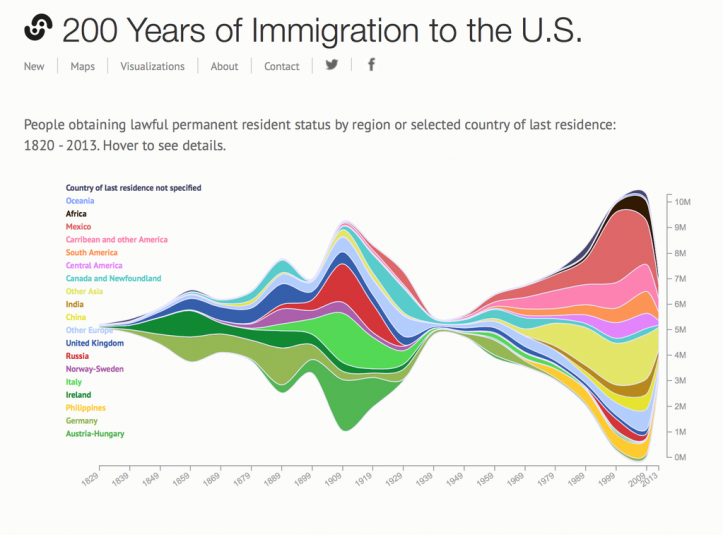 200 Years of Immigration to the U.S.
New Maps Visualizations About Contact
People obtaining lawful permanent resident status by region or selected country of last residence:
1820 - 2013. Hover to see details.
Country of last residence not specified
Oceania
Africa
Mexico
Carribean and other America
South America
Central America
Canada and Newfoundland
Other Asia
India
China
Other Europe
United Kingdom
Russia
Norway-Sweden
Italy
Ireland
Philippines
Germany
Austria-Hungary
10M
9M
8M
7M
6M
5M
4M
3M
2M
1M
0M
1829 1839 1849 1859 1869 1879 1889 1899 1909 1919 1929 1939 1949 1959 1969 1979 1989 1999 2009 2013